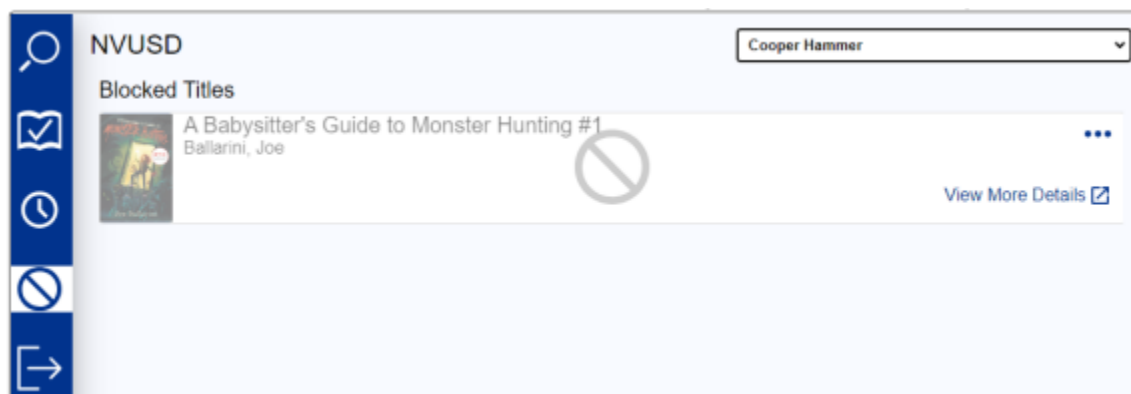 NVUSD
Cooper Hammer
Blocked Titles
A Babysitter's Guide to Monster Hunting #1
Ballarini, Joe
View More Details